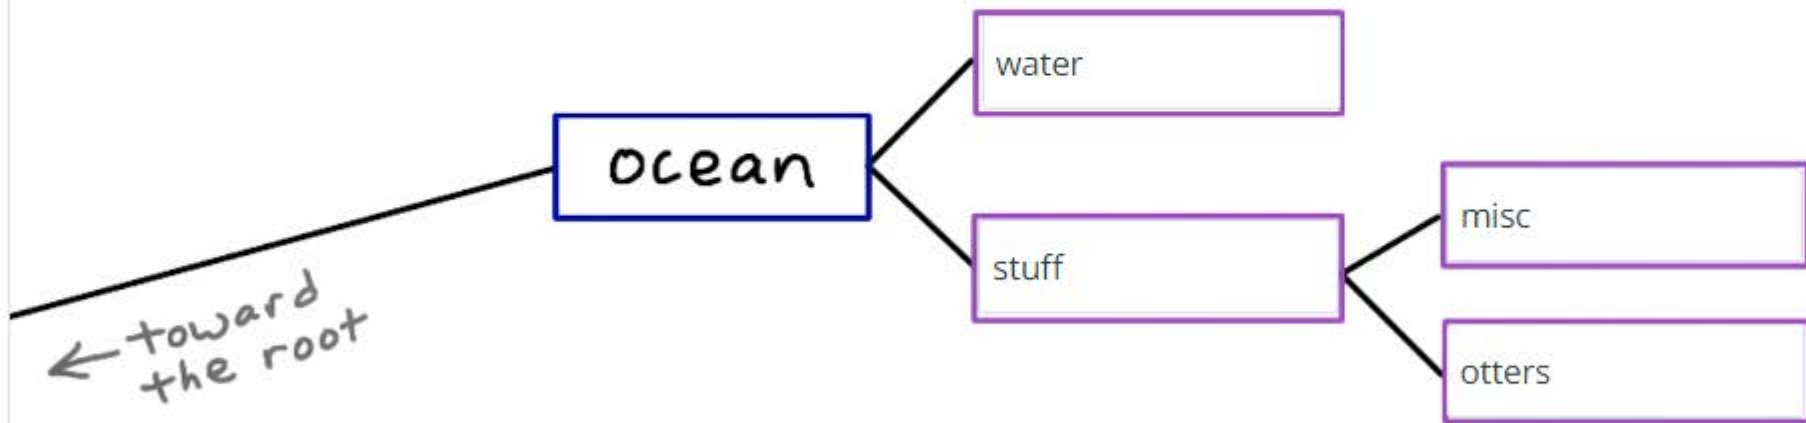 ocean
water
stuff
misc
otters
← toward
the root